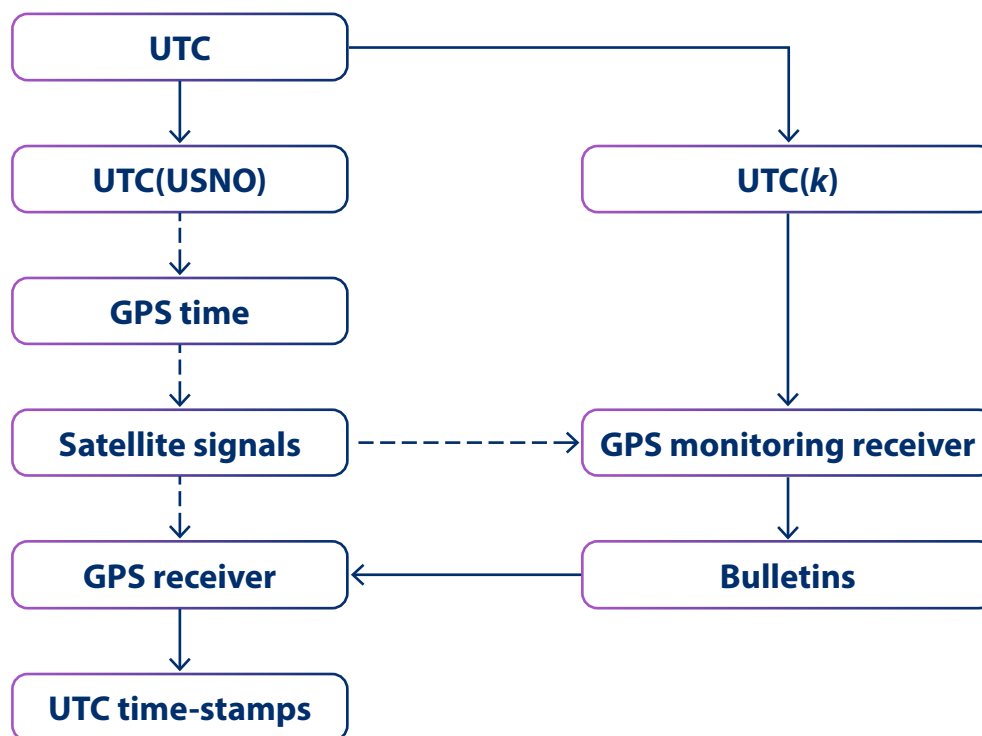 UTC
UTC(USNO)
UTC(k)
GPS time
Satellite signals
GPS monitoring receiver
GPS receiver
Bulletins
UTC time-stamps